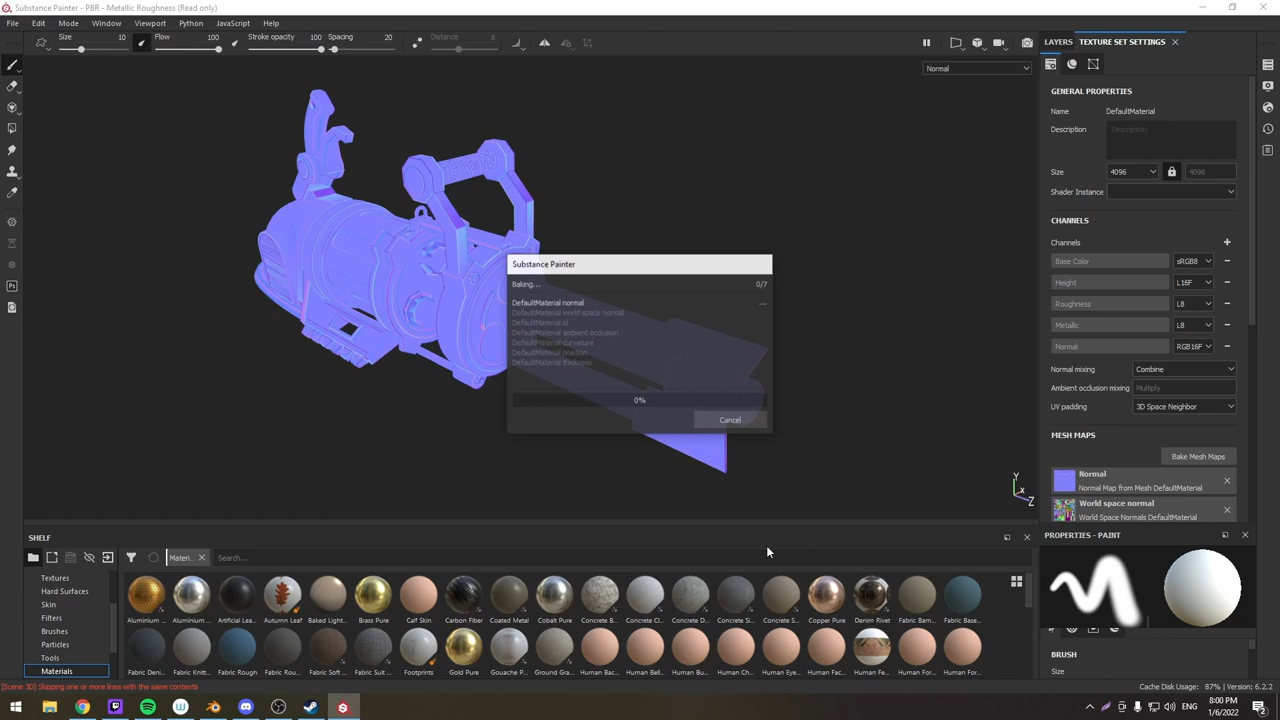 Substance Painter - PBR - Metallic Roughness (Read only)
File Edit Mode Window Viewport Python JavaScript Help
Size 10 Flow 100 Stroke opacity 100 Spacing 20 Distance 8
LAYERS TEXTURE SET SETTINGS
Normal
GENERAL PROPERTIES
Name DefaultMaterial
Description Description
Size 4096 4096
Shader Instance
CHANNELS
Channels
Base Color sRGB8
Height L16F
Roughness L8
Metallic L8
Normal RGB16F
Normal mixing Combine
Ambient occlusion mixing Multiply
UV padding 3D Space Neighbor
MESH MAPS
Bake Mesh Maps
Normal
Normal Map from Mesh DefaultMaterial
World space normal
World Space Normals DefaultMaterial
Substance Painter
Baking... 0/7
DefaultMaterial normal ...
DefaultMaterial world space normal
DefaultMaterial id
DefaultMaterial ambient occlusion
DefaultMaterial curvature
DefaultMaterial position
DefaultMaterial thickness
0%
Cancel
Y
X
Z
SHELF
Materi... Search...
Textures
Hard Surfaces
Skin
Filters
Brushes
Particles
Tools
Materials
Aluminium ... Aluminium ... Artificial Lea... Autumn Leaf Baked Light... Brass Pure Calf Skin Carbon Fiber Coated Metal Cobalt Pure Concrete B... Concrete Cl... Concrete D... Concrete Si... Concrete S... Copper Pure Denim Rivet Fabric Bam... Fabric Base...
Fabric Deni... Fabric Knitt... Fabric Rough Fabric Rou... Fabric Soft ... Fabric Suit ... Footprints Gold Pure Gouache P... Ground Gra... Human Bac... Human Bell... Human Bu... Human Ch... Human Eye... Human Fac... Human Fe... Human For... Human For...
PROPERTIES - PAINT
BRUSH
Size
[Scene 3D] Skipping one or more lines with the same contents
Cache Disk Usage: 87% | Version: 6.2.2
ENG
8:00 PM
1/6/2022
2